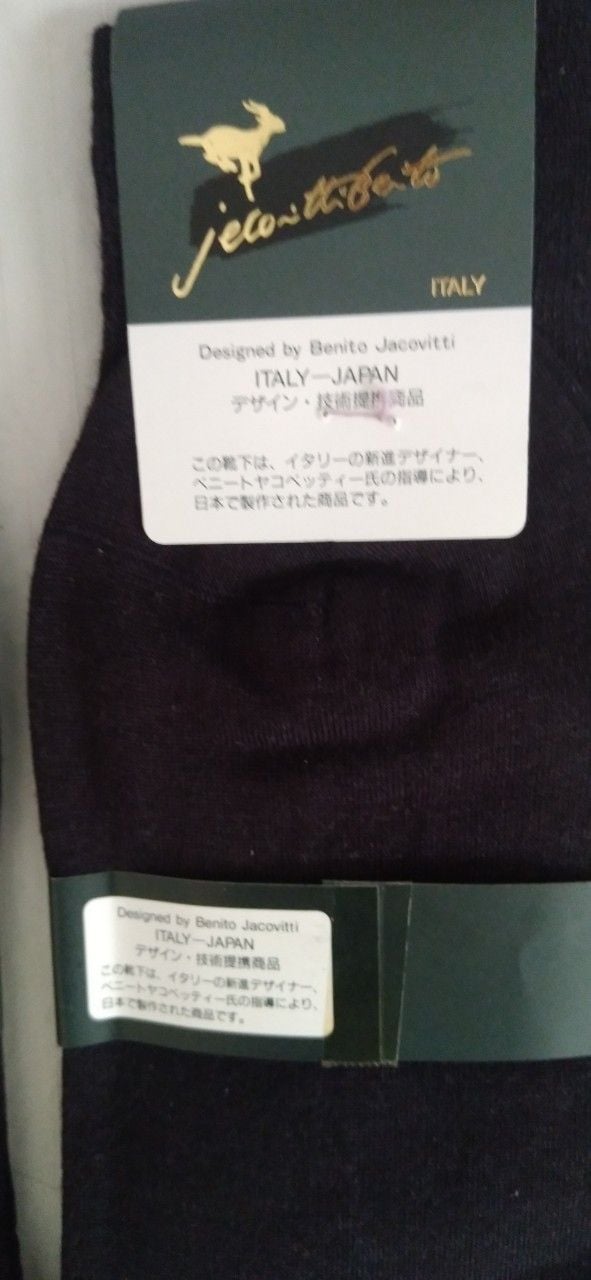 jecovittiBenito
ITALY
Designed by Benito Jacovitti
ITALY—JAPAN
デザイン・技術提携商品
この靴下は、イタリーの新進デザイナー、
ベニートヤコベッティー氏の指導により、
日本で製作された商品です。
Designed by Benito Jacovitti
ITALY—JAPAN
デザイン・技術提携商品
この靴下は、イタリーの新進デザイナー、
ベニートヤコベッティー氏の指導により、
日本で製作された商品です。